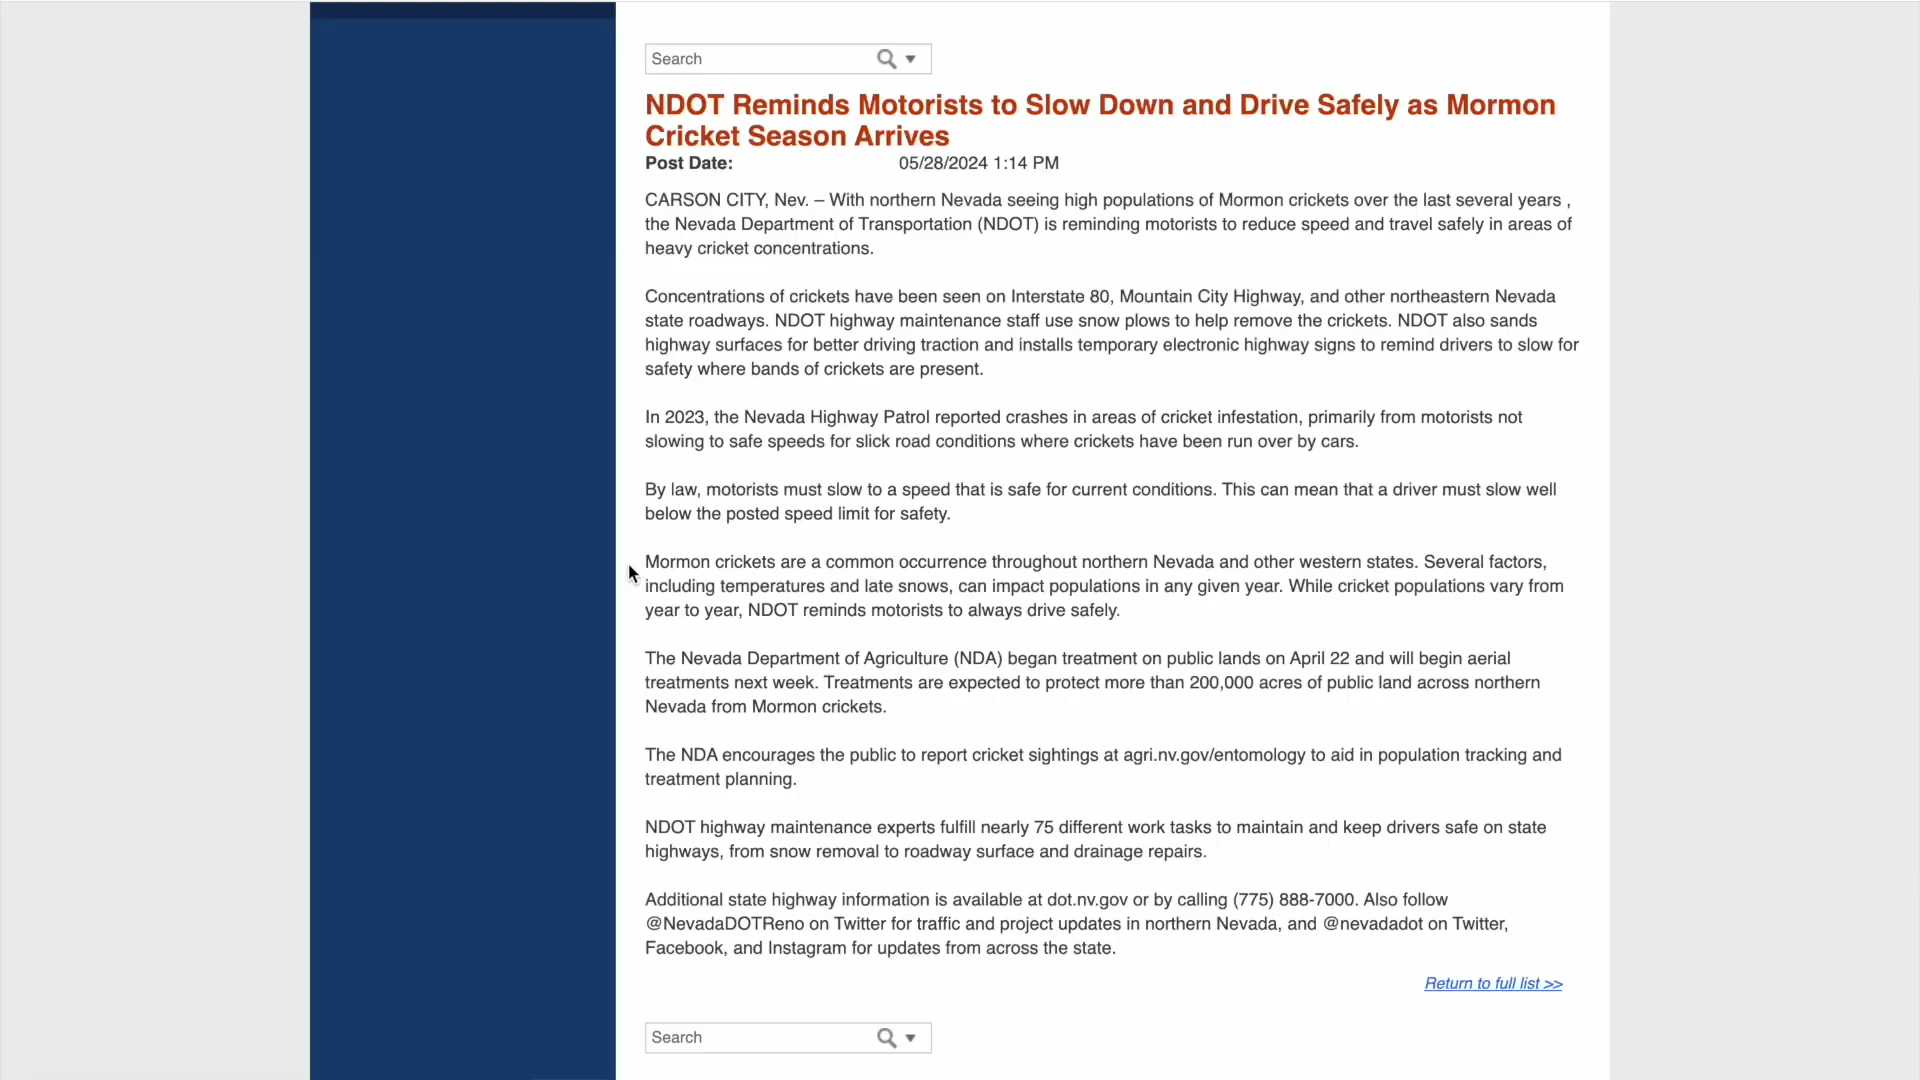 Search
NDOT Reminds Motorists to Slow Down and Drive Safely as Mormon
Cricket Season Arrives
Post Date: 05/28/2024 1:14 PM
CARSON CITY, Nev. – With northern Nevada seeing high populations of Mormon crickets over the last several years ,
the Nevada Department of Transportation (NDOT) is reminding motorists to reduce speed and travel safely in areas of
heavy cricket concentrations.
Concentrations of crickets have been seen on Interstate 80, Mountain City Highway, and other northeastern Nevada
state roadways. NDOT highway maintenance staff use snow plows to help remove the crickets. NDOT also sands
highway surfaces for better driving traction and installs temporary electronic highway signs to remind drivers to slow for
safety where bands of crickets are present.
In 2023, the Nevada Highway Patrol reported crashes in areas of cricket infestation, primarily from motorists not
slowing to safe speeds for slick road conditions where crickets have been run over by cars.
By law, motorists must slow to a speed that is safe for current conditions. This can mean that a driver must slow well
below the posted speed limit for safety.
Mormon crickets are a common occurrence throughout northern Nevada and other western states. Several factors,
including temperatures and late snows, can impact populations in any given year. While cricket populations vary from
year to year, NDOT reminds motorists to always drive safely.
The Nevada Department of Agriculture (NDA) began treatment on public lands on April 22 and will begin aerial
treatments next week. Treatments are expected to protect more than 200,000 acres of public land across northern
Nevada from Mormon crickets.
The NDA encourages the public to report cricket sightings at agri.nv.gov/entomology to aid in population tracking and
treatment planning.
NDOT highway maintenance experts fulfill nearly 75 different work tasks to maintain and keep drivers safe on state
highways, from snow removal to roadway surface and drainage repairs.
Additional state highway information is available at dot.nv.gov or by calling (775) 888-7000. Also follow
@NevadaDOTReno on Twitter for traffic and project updates in northern Nevada, and @nevadadot on Twitter,
Facebook, and Instagram for updates from across the state.
Return to full list >>
Search